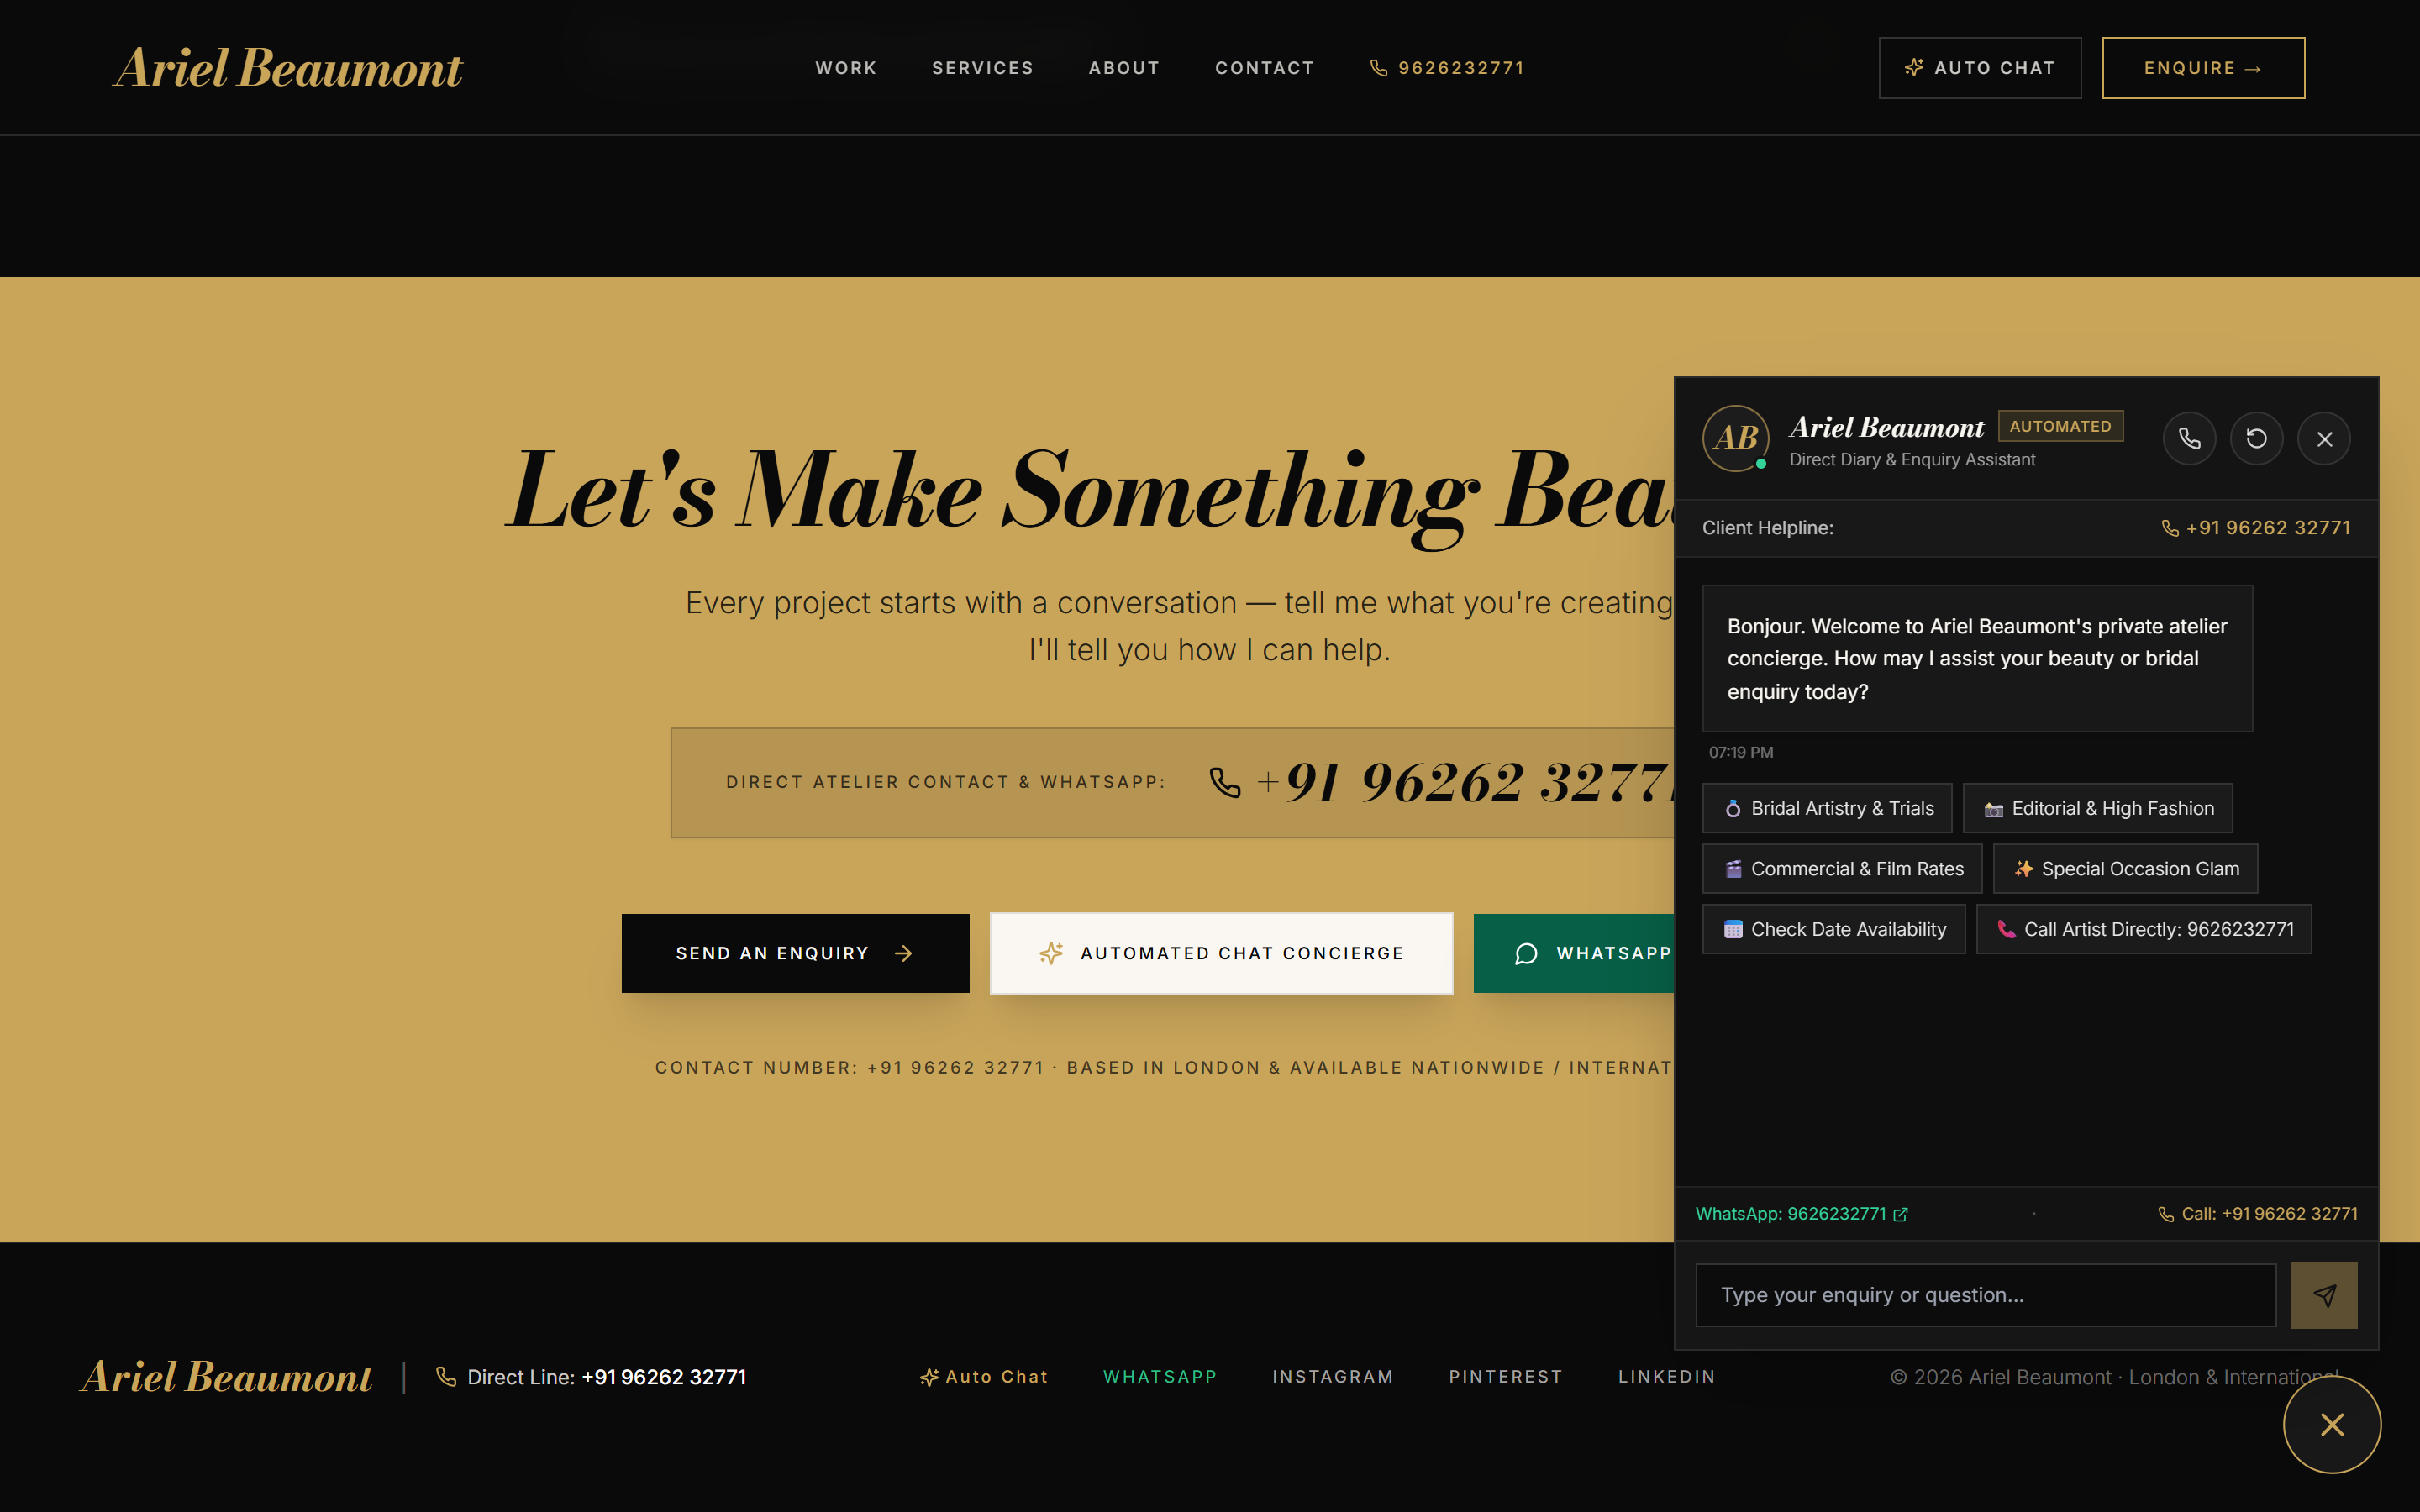 Ariel Beaumont
WORK
SERVICES
ABOUT
CONTACT
9626232771
AUTO CHAT
ENQUIRE →
Let's Make Something
Every project starts with a conversation — tell me what you're creating
I'll tell you how I can help.
DIRECT ATELIER CONTACT & WHATSAPP:
+91 96262 32771
SEND AN ENQUIRY
AUTOMATED CHAT CONCIERGE
WHATSAPP
CONTACT NUMBER: +91 96262 32771 · BASED IN LONDON & AVAILABLE NATIONWIDE /
AB
Ariel Beaumont
AUTOMATED
Direct Diary & Enquiry Assistant
Client Helpline:
+91 96262 32771
Bonjour. Welcome to Ariel Beaumont's private atelier
concierge. How may I assist your beauty or bridal
enquiry today?
07:19 PM
Bridal Artistry & Trials
Editorial & High Fashion
Commercial & Film Rates
Special Occasion Glam
Check Date Availability
Call Artist Directly: 9626232771
WhatsApp: 9626232771
·
Call: +91 96262 32771
Type your enquiry or question...
Ariel Beaumont
Direct Line: +91 96262 32771
Auto Chat
WHATSAPP
INSTAGRAM
PINTEREST
LINKEDIN
© 2026 Ariel Beaumont · London & International